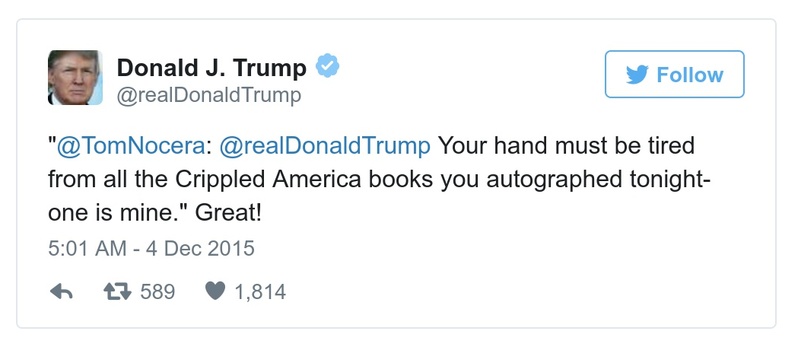 Donald J. Trump
@realDonaldTrump
Follow
"@TomNocera: @realDonaldTrump Your hand must be tired
from all the Crippled America books you autographed tonight-
one is mine." Great!
5:01 AM - 4 Dec 2015
589 1,814